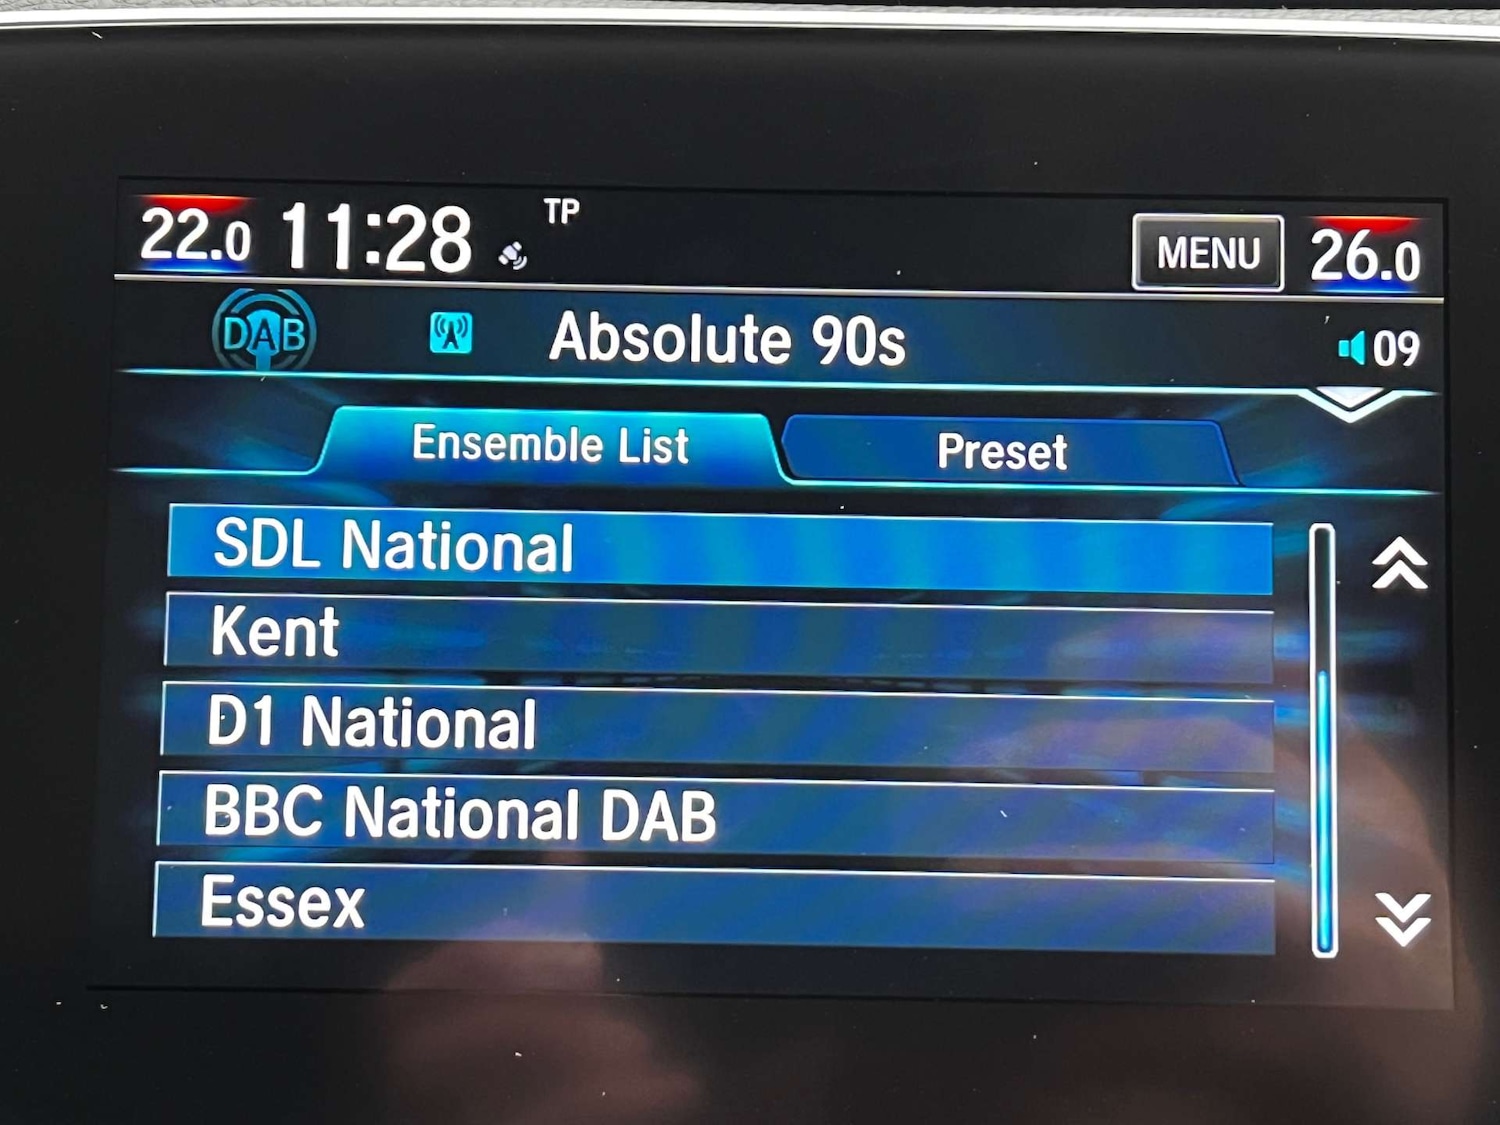 22.0 11:28 TP MENU 26.0
DAB Absolute 90s 09
Ensemble List Preset
SDL National
Kent
D1 National
BBC National DAB
Essex